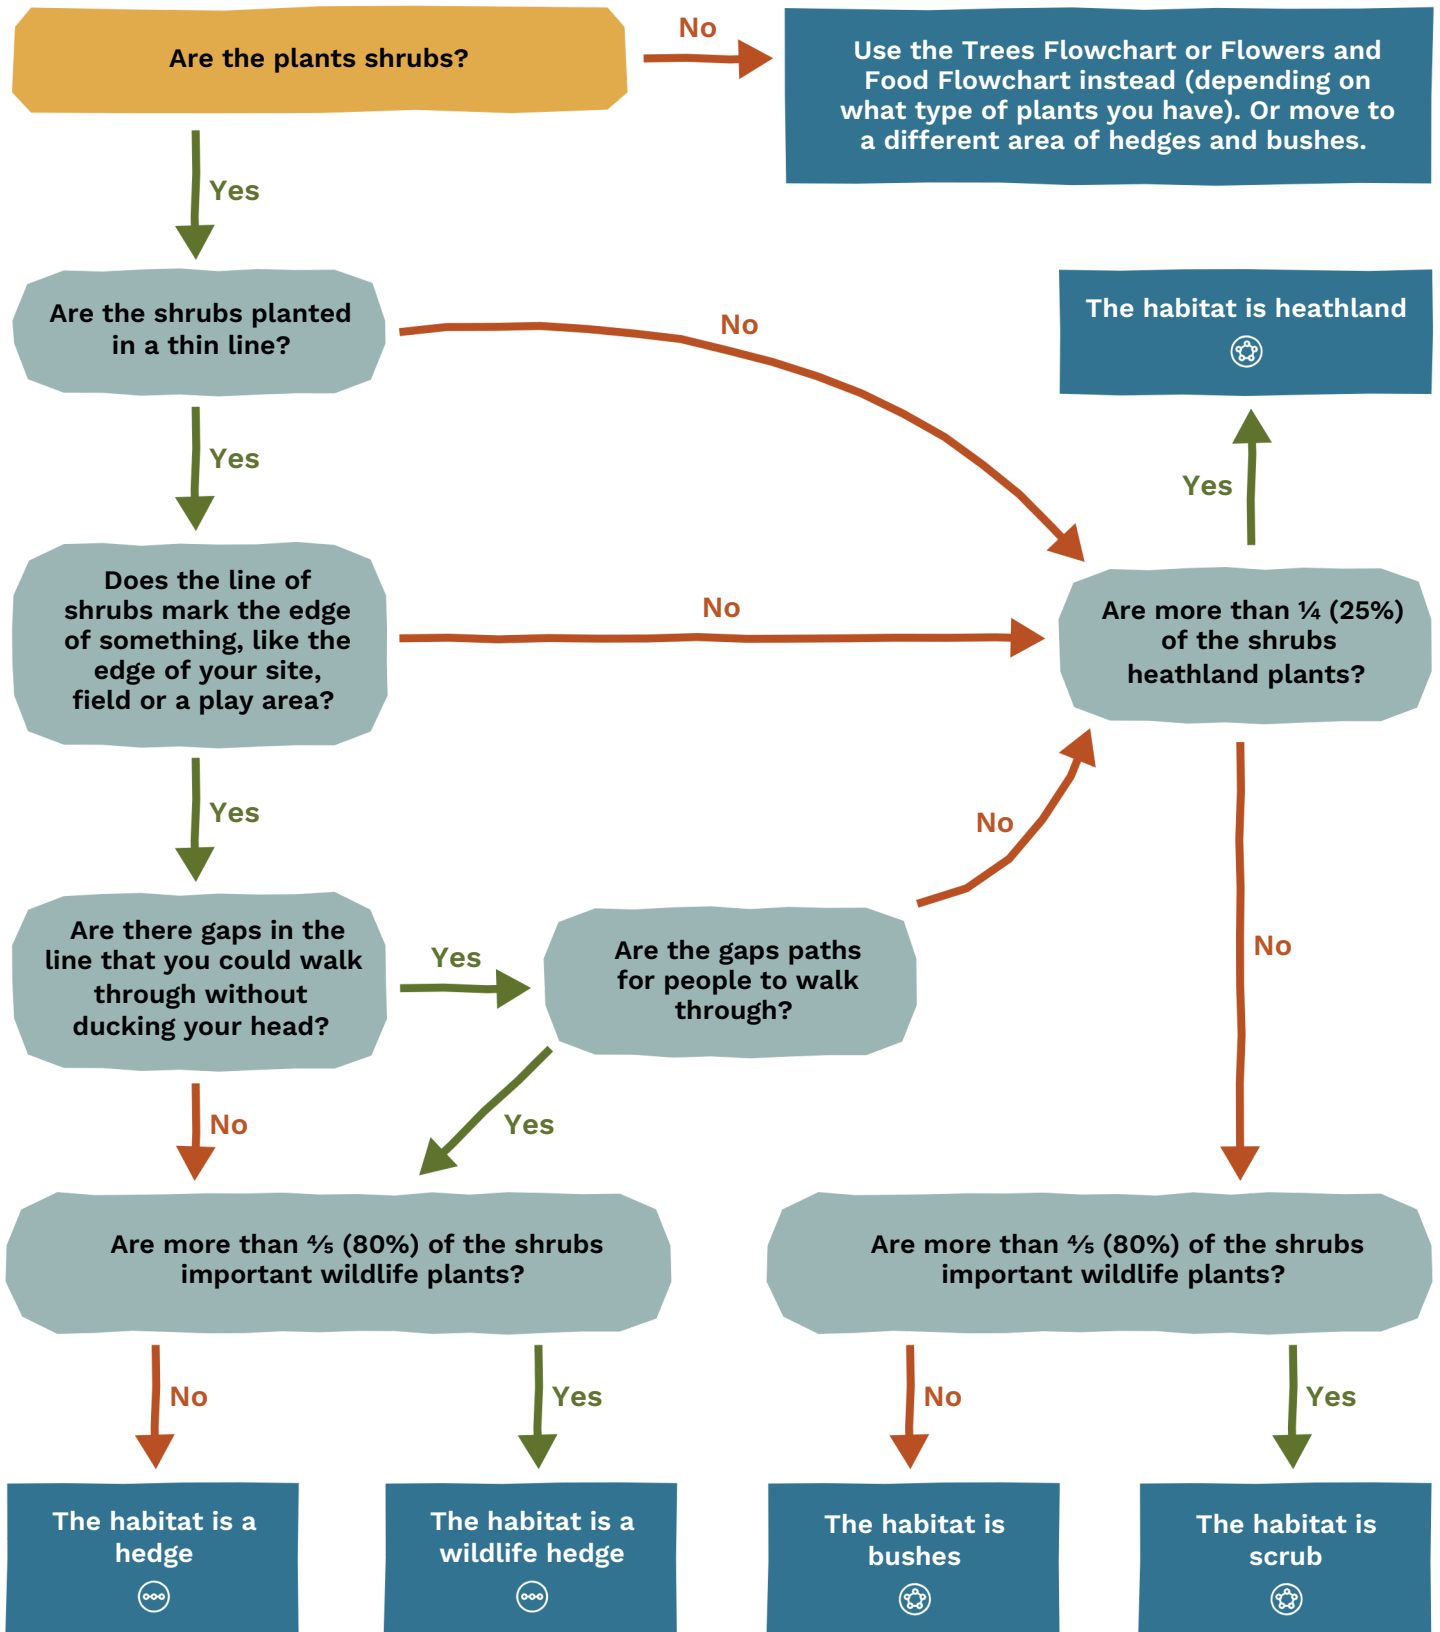 Are the plants shrubs?
No
Use the Trees Flowchart or Flowers and
Food Flowchart instead (depending on
what type of plants you have). Or move to
a different area of hedges and bushes.
Yes
Are the shrubs planted
in a thin line?
No
The habitat is heathland
Yes
Yes
Does the line of
shrubs mark the edge
of something, like the
edge of your site,
field or a play area?
No
Are more than ¼ (25%)
of the shrubs
heathland plants?
Yes
No
Are there gaps in the
line that you could walk
through without
ducking your head?
Yes
Are the gaps paths
for people to walk
through?
No
No
Yes
Are more than ⅘ (80%) of the shrubs
important wildlife plants?
Are more than ⅘ (80%) of the shrubs
important wildlife plants?
No
Yes
No
Yes
The habitat is a
hedge
The habitat is a
wildlife hedge
The habitat is
bushes
The habitat is
scrub